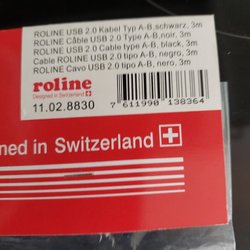 ROLINE USB 2.0 Kabel Typ A-B,schwarz, 3m
ROLINE Câble USB 2.0 Type A-B,noir, 3m
ROLINE USB 2.0 Cable type A-B, black, 3m
Cable ROLINE USB 2.0 tipo A-B, negro, 3m
ROLINE Cavo USB 2.0 tipo A-B, nero, 3m
roline
Designed in Switzerland
11.02.8830
7 611990 138364
ned in Switzerland